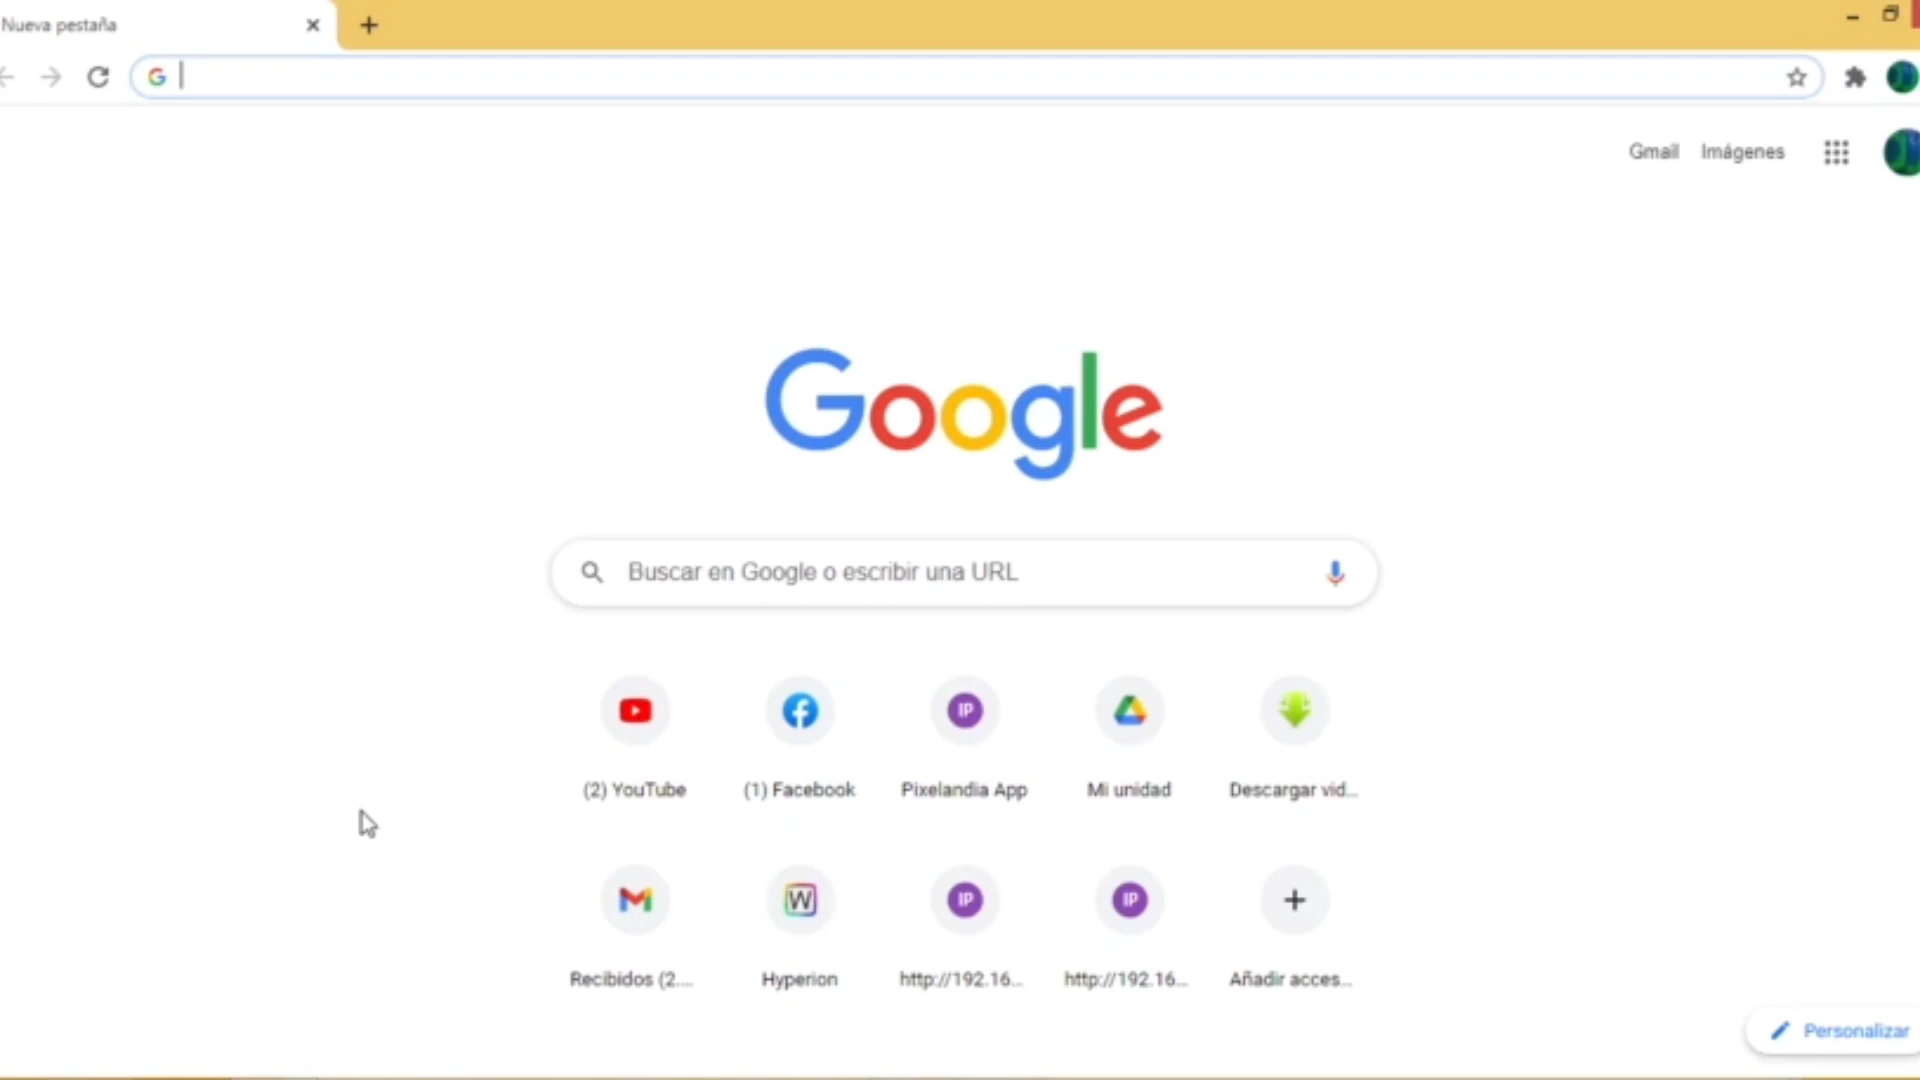 Nueva pestaña
Gmail Imágenes
Google
Buscar en Google o escribir una URL
(2) YouTube (1) Facebook Pixelandia App Mi unidad Descargar vid...
Recibidos (2.... Hyperion http://192.16... http://192.16... Añadir acces...
Personalizar